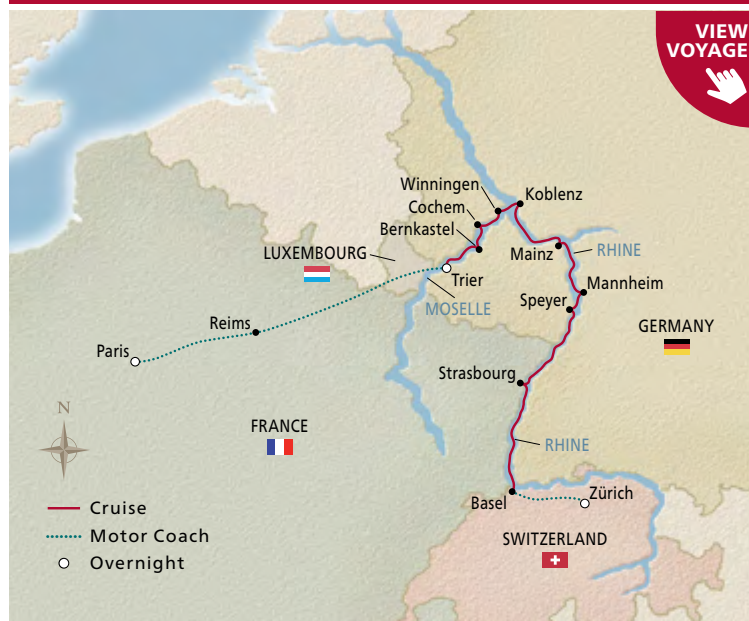 VIEW
VOYAGE
Winningen
Koblenz
Cochem
Bernkastel
LUXEMBOURG
Mainz
RHINE
Trier
MOSELLE
Mannheim
Speyer
Reims
GERMANY
Paris
Strasbourg
N
FRANCE
RHINE
Basel
Zürich
Cruise
Motor Coach
SWITZERLAND
Overnight